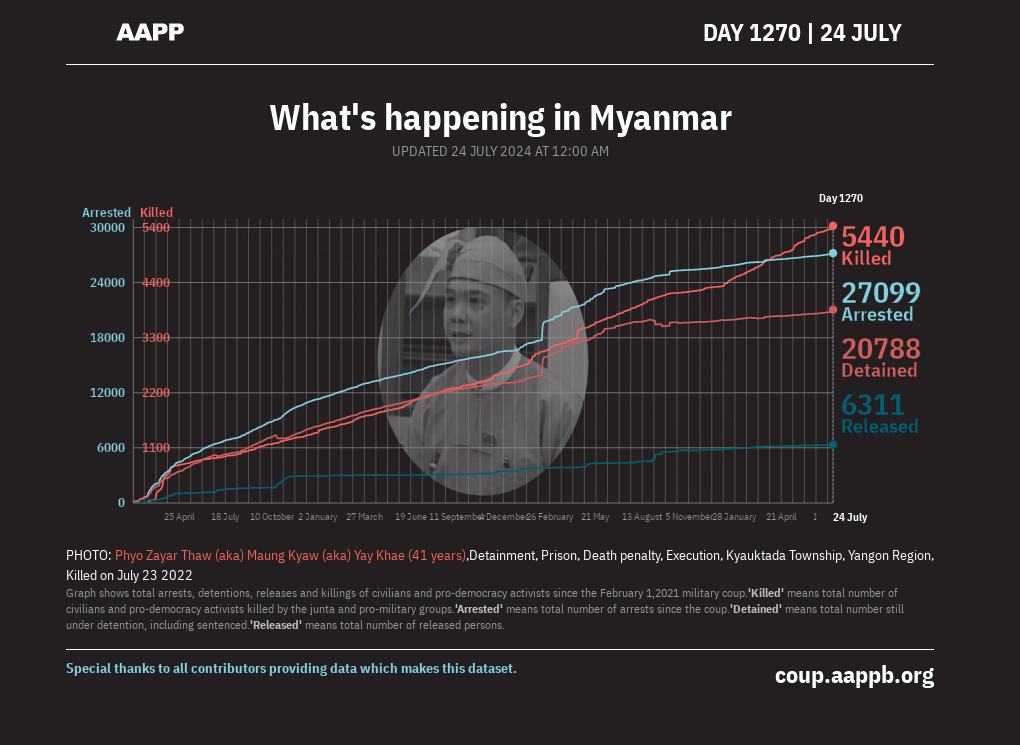 AAPP
DAY 1270 | 24 JULY
What's happening in Myanmar
UPDATED 24 JULY 2024 AT 12:00 AM
Day 1270
Arrested Killed
30000 5400
24000 4400
18000 3300
12000 2200
6000 1100
0
5440
Killed
27099
Arrested
20788
Detained
6311
Released
25 April 18 July 10 October 2 January 27 March 19 June 11 September 4 December 26 February 21 May 13 August 5 November 28 January 21 April 1 24 July
PHOTO: Phyo Zayar Thaw (aka) Maung Kyaw (aka) Yay Khae (41 years),Detainment, Prison, Death penalty, Execution, Kyauktada Township, Yangon Region,
Killed on July 23 2022
Graph shows total arrests, detentions, releases and killings of civilians and pro-democracy activists since the February 1,2021 military coup.'Killed' means total number of
civilians and pro-democracy activists killed by the junta and pro-military groups.'Arrested' means total number of arrests since the coup.'Detained' means total number still
under detention, including sentenced.'Released' means total number of released persons.
Special thanks to all contributors providing data which makes this dataset.
coup.aappb.org